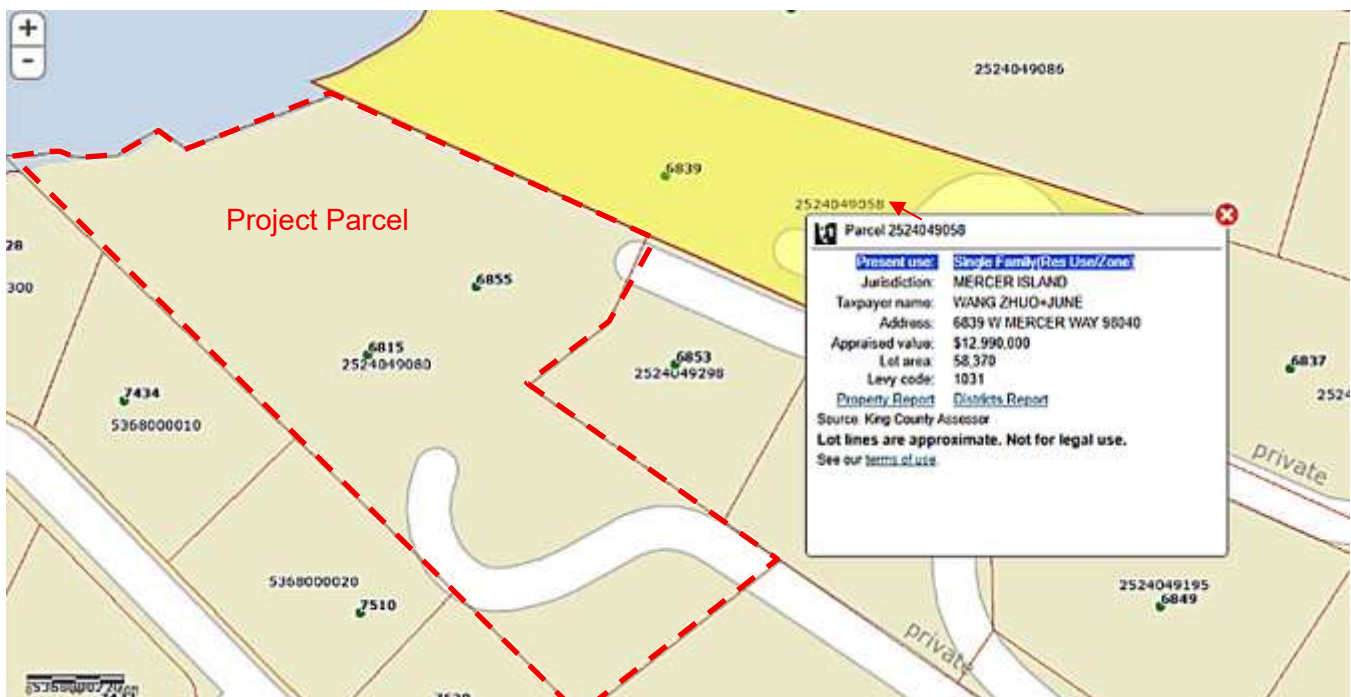 +
-
2524049086
6839
2524049058
Project Parcel
Parcel 2524049058
Present use: Single Family(Res Use/Zone)
Jurisdiction: MERCER ISLAND
Taxpayer name: WANG ZHUO+JUNE
Address: 6839 W MERCER WAY 98040
Appraised value: $12,990,000
Lot area: 58,370
Levy code: 1031
Property Report Districts Report
Source: King County Assessor
Lot lines are approximate. Not for legal use.
See our terms of use.
28
300
6855
6815
2524049080
6853
2524049298
6837
2524
7434
5368000010
private
5368000020
7510
2524049195
6849
private